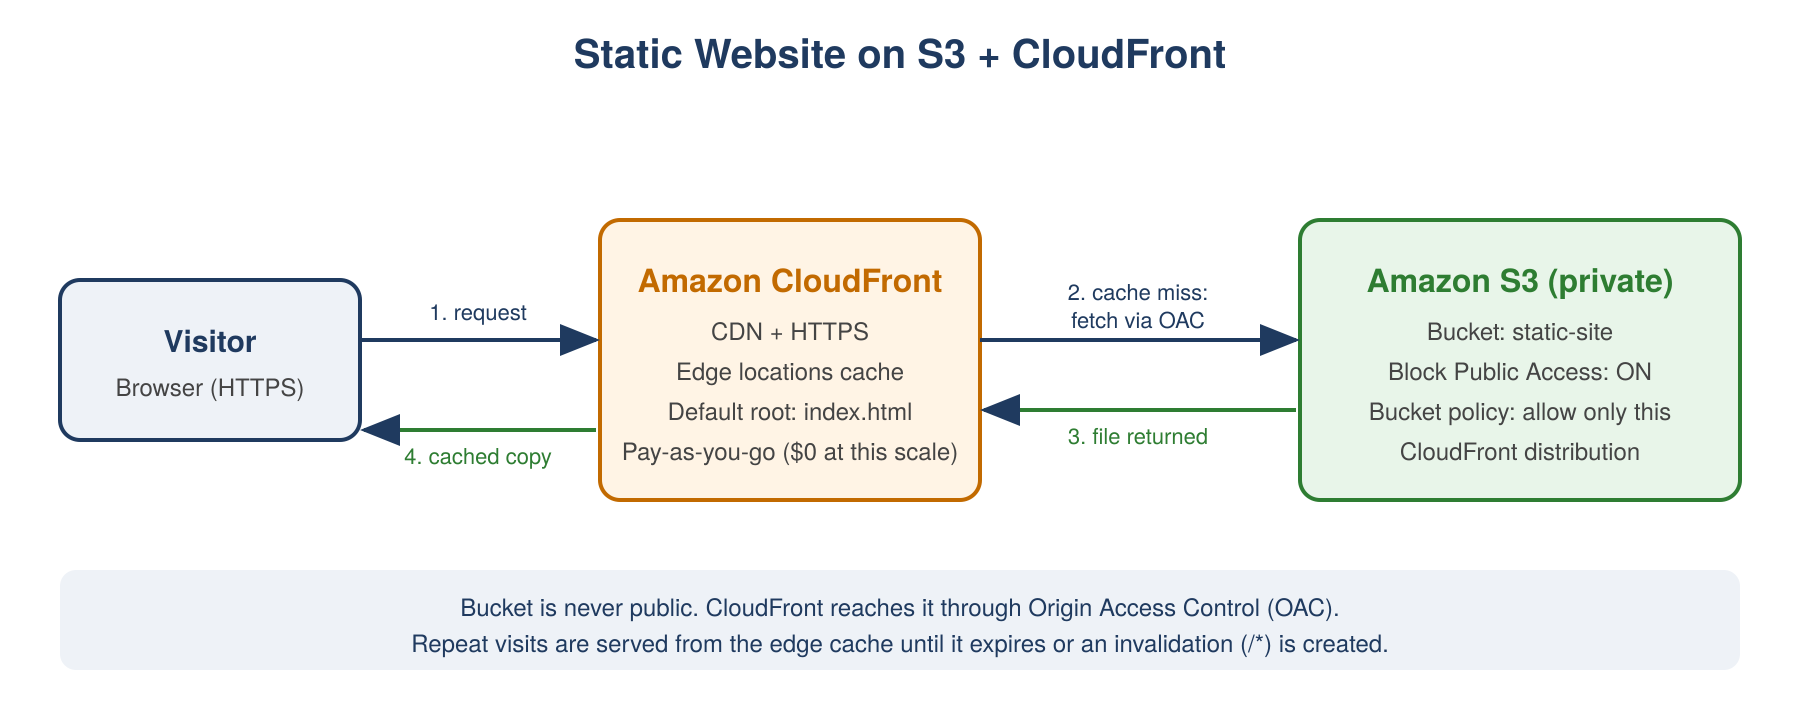 Static Website on S3 + CloudFront
Visitor
Browser (HTTPS)
1. request
4. cached copy
Amazon CloudFront
CDN + HTTPS
Edge locations cache
Default root: index.html
Pay-as-you-go ($0 at this scale)
2. cache miss:
fetch via OAC
3. file returned
Amazon S3 (private)
Bucket: static-site
Block Public Access: ON
Bucket policy: allow only this
CloudFront distribution
Bucket is never public. CloudFront reaches it through Origin Access Control (OAC).
Repeat visits are served from the edge cache until it expires or an invalidation (/*) is created.